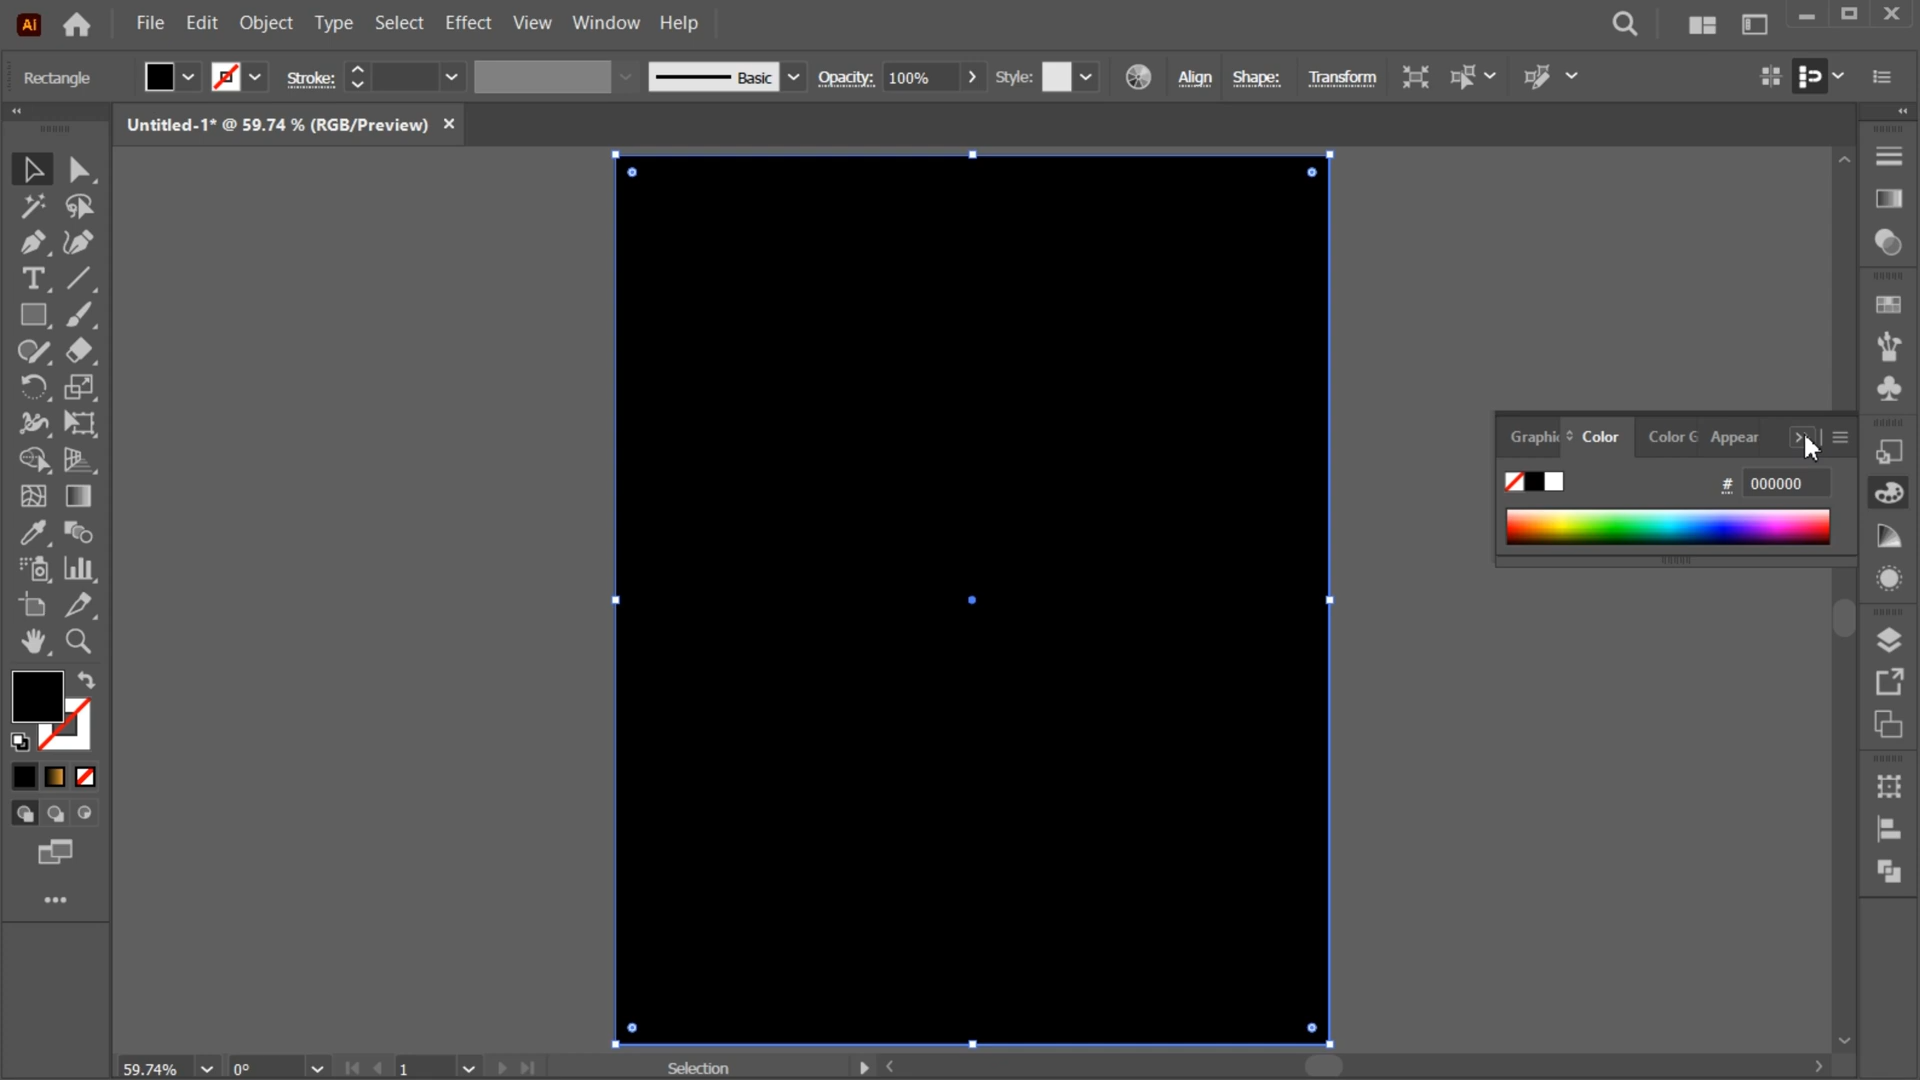 Ai File Edit Object Type Select Effect View Window Help
Rectangle Stroke: Basic Opacity: 100% Style: Align Shape: Transform
Untitled-1* @ 59.74 % (RGB/Preview) ×
Graphic Color Color G Appear
# 000000
59.74% 0° 1 Selection